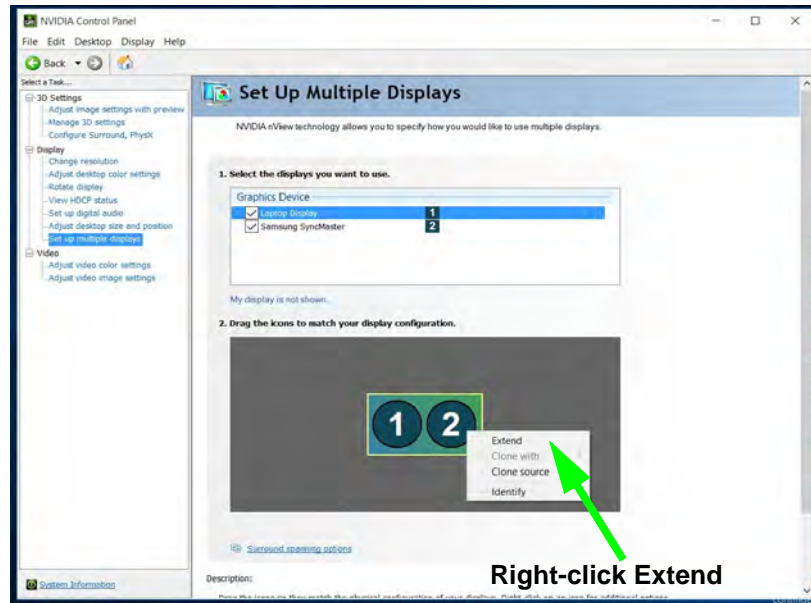 NVIDIA Control Panel
File Edit Desktop Display Help
Back
Select a Task...
3D Settings
Adjust image settings with preview
Manage 3D settings
Configure Surround, PhysX
Display
Change resolution
Adjust desktop color settings
Rotate display
View HDCP status
Set up digital audio
Adjust desktop size and position
Set up multiple displays
Video
Adjust video color settings
Adjust video image settings
System Information
Set Up Multiple Displays
NVIDIA nView technology allows you to specify how you would like to use multiple displays.
1. Select the displays you want to use.
Graphics Device
Laptop Display 1
Samsung SyncMaster 2
My display is not shown...
2. Drag the icons to match your display configuration.
1 2
Extend
Clone with
Clone source
Identify
Surround spanning options
Right-click Extend
Description: